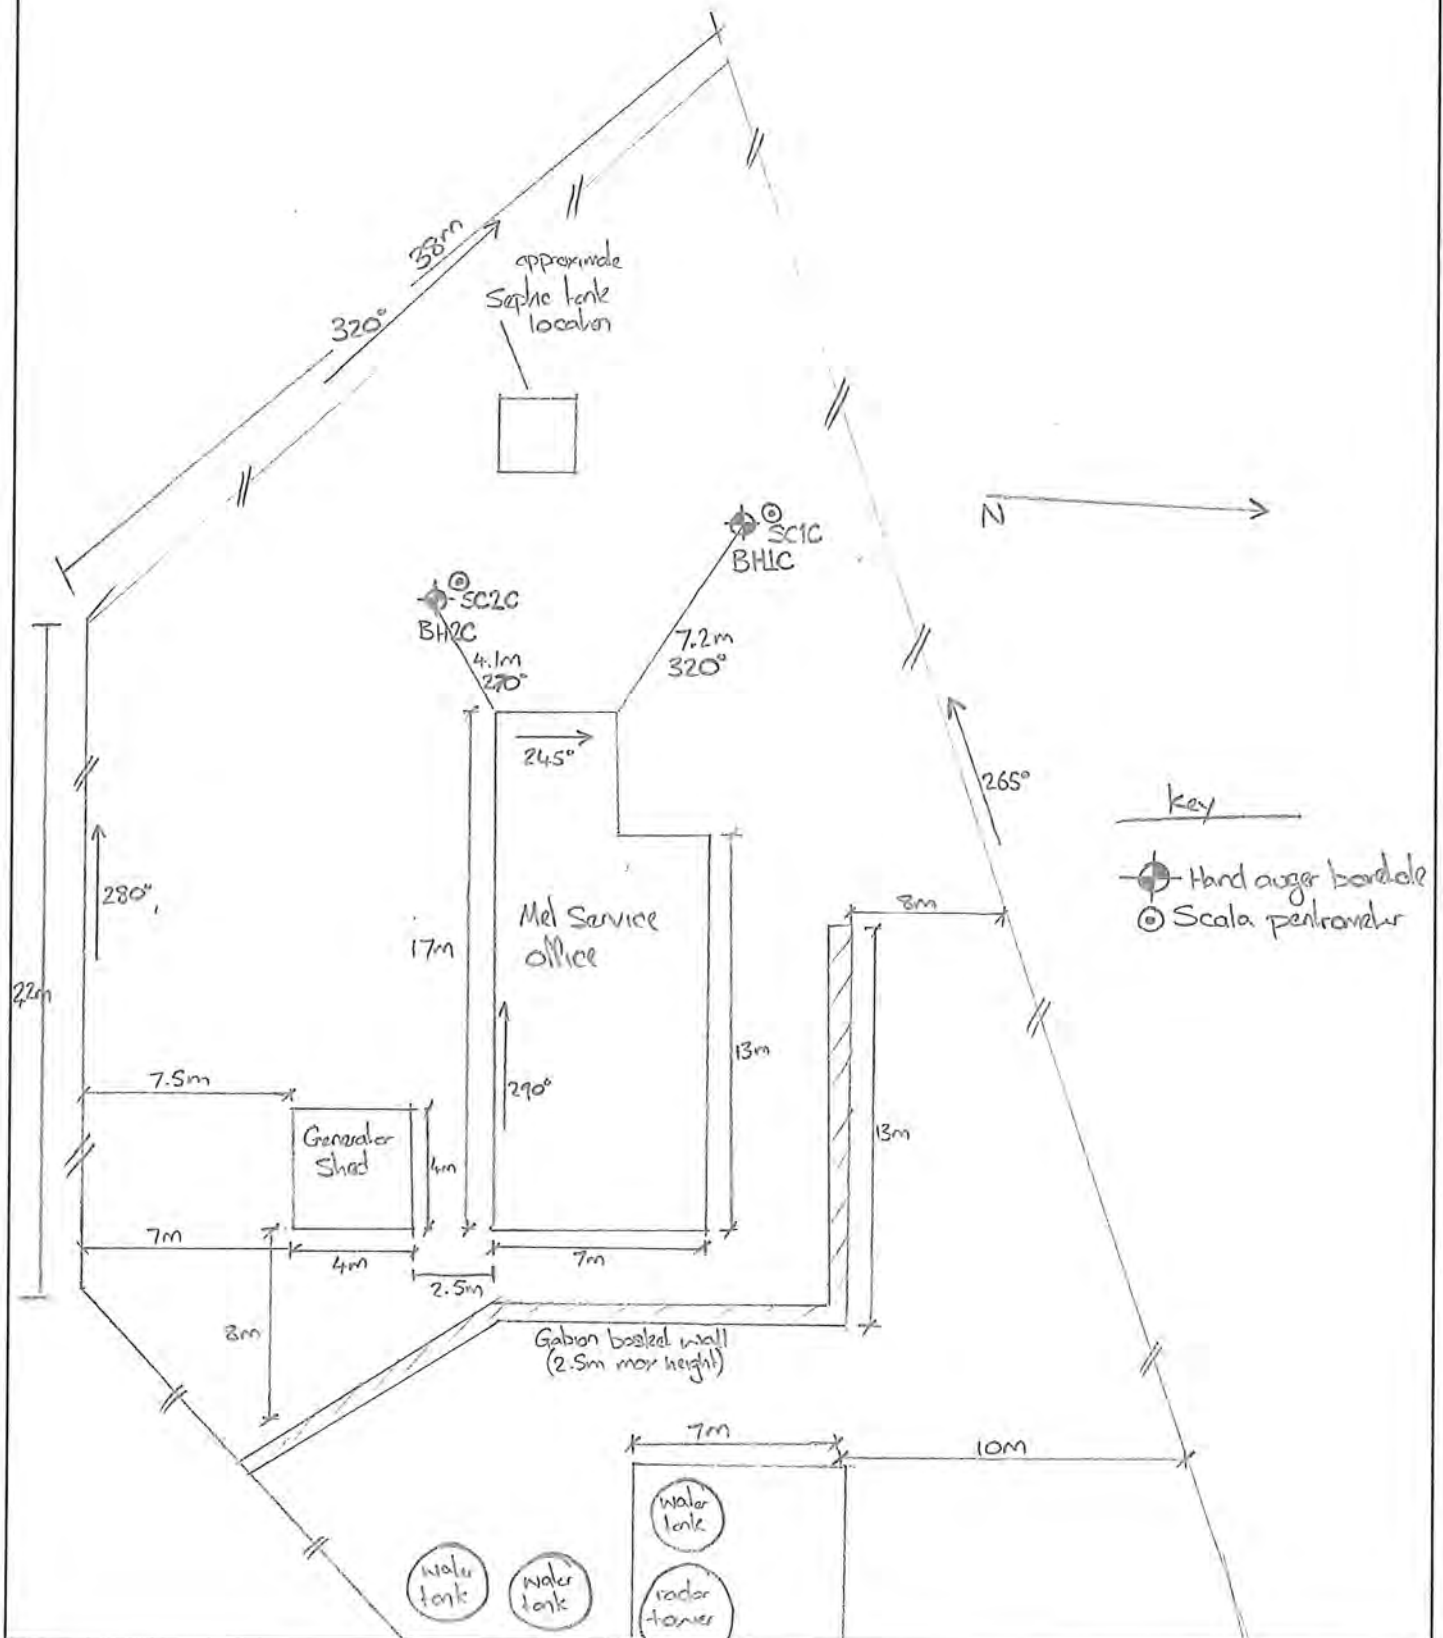 38m
320°
approximate
Septic tank
location
N
SC1C
BH1C
SC2C
BH2C
4.1m
270°
7.2m
320°
245°
265°
Key
Hand auger borehole
Scala pentrometer
280°
22m
17m
Met Service
office
290°
13m
8m
13m
7.5m
Generator
Shed
4m
7m
4m
2.5m
7m
8m
Gabion basket wall
(2.5m max height)
7m
10m
water
tank
water
tank
water
tank
radar
tower